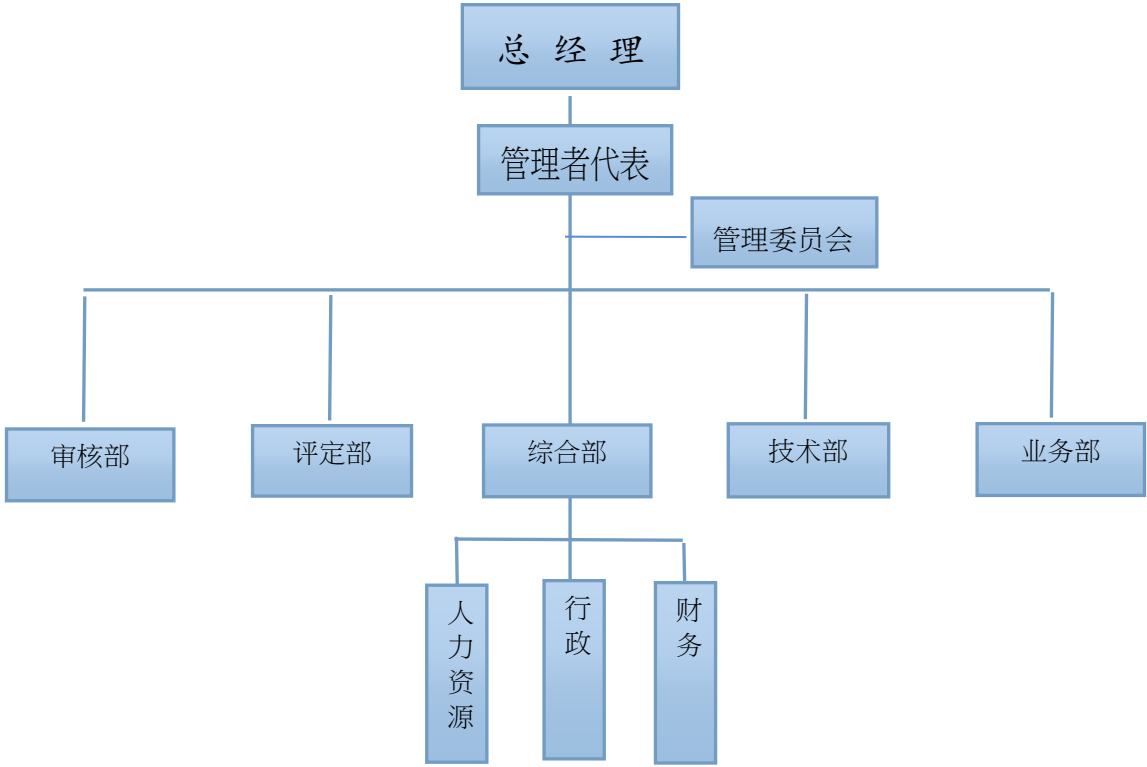 总 经 理
管理者代表
管理委员会
审核部
评定部
综合部
技术部
业务部
人力资源
行政
财务